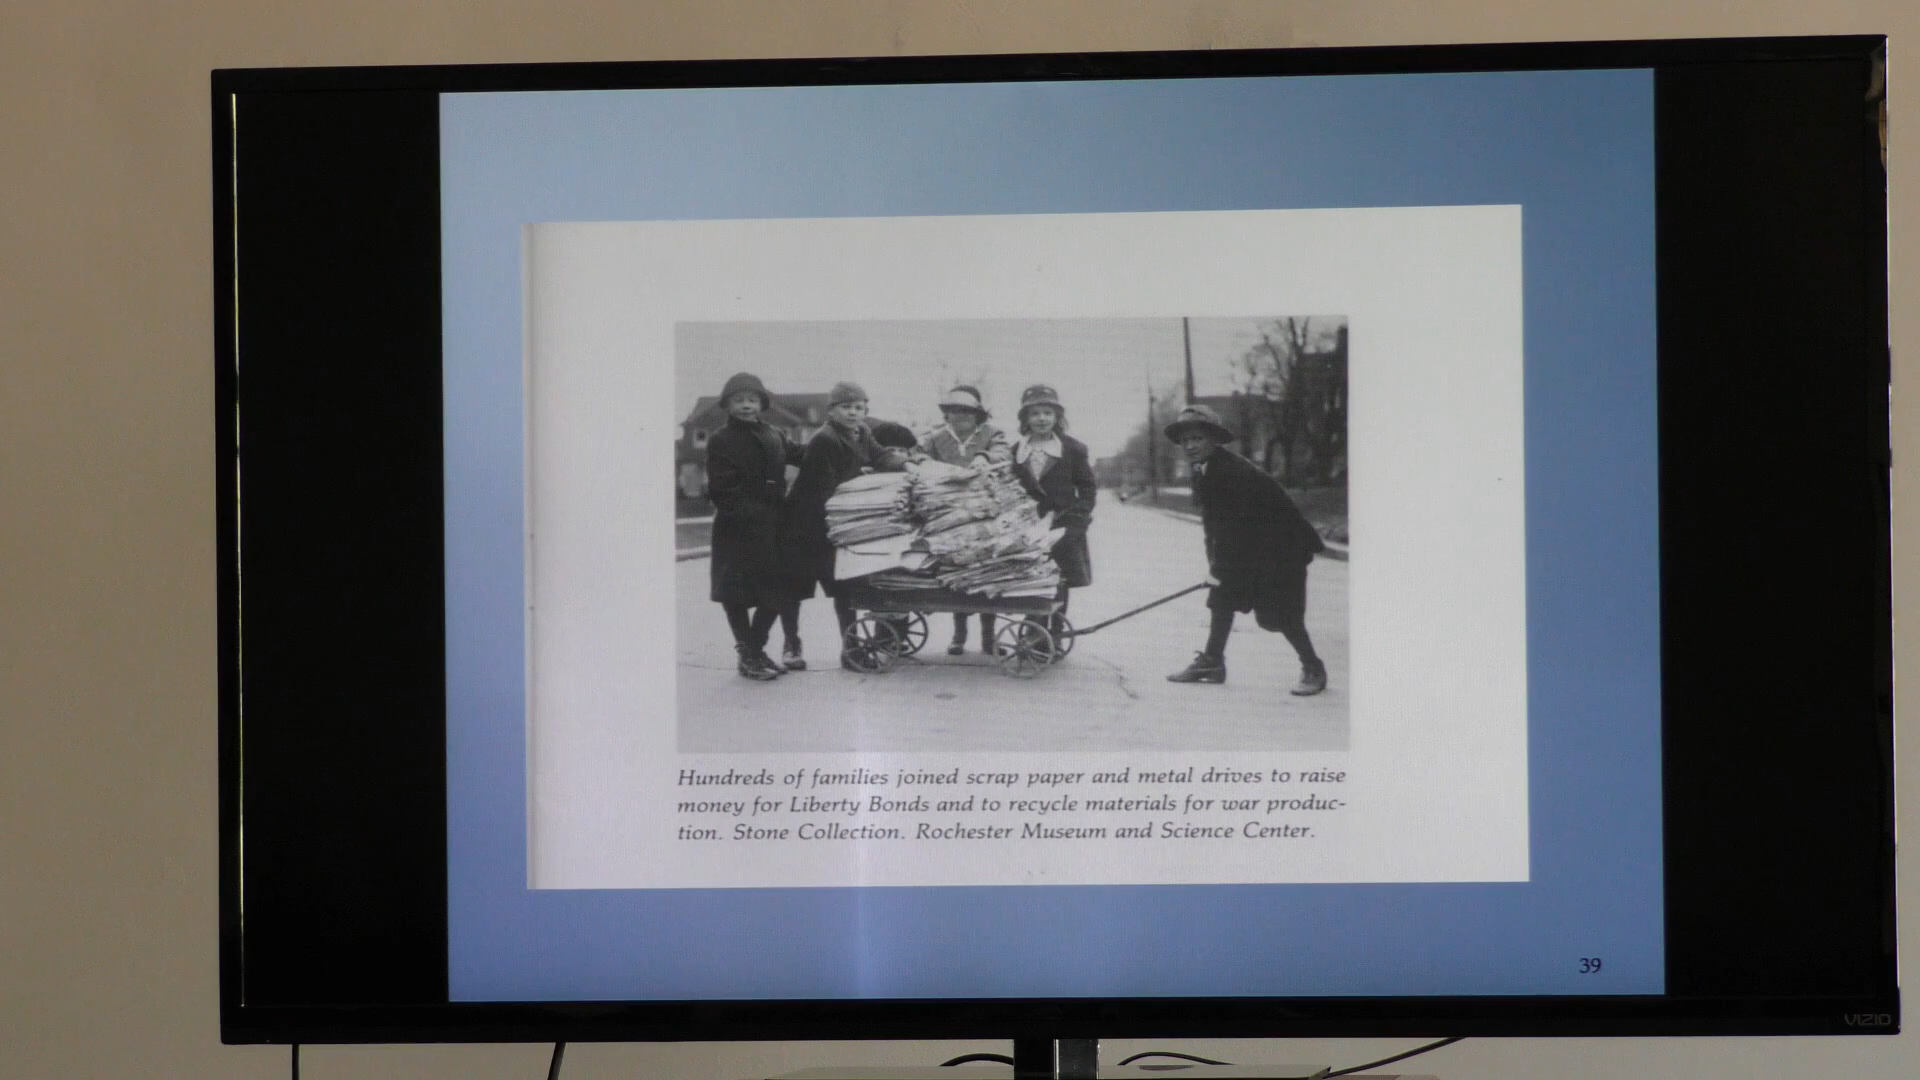 Hundreds of families joined scrap paper and metal drives to raise
money for Liberty Bonds and to recycle materials for war produc-
tion. Stone Collection. Rochester Museum and Science Center.
39
VIZIO